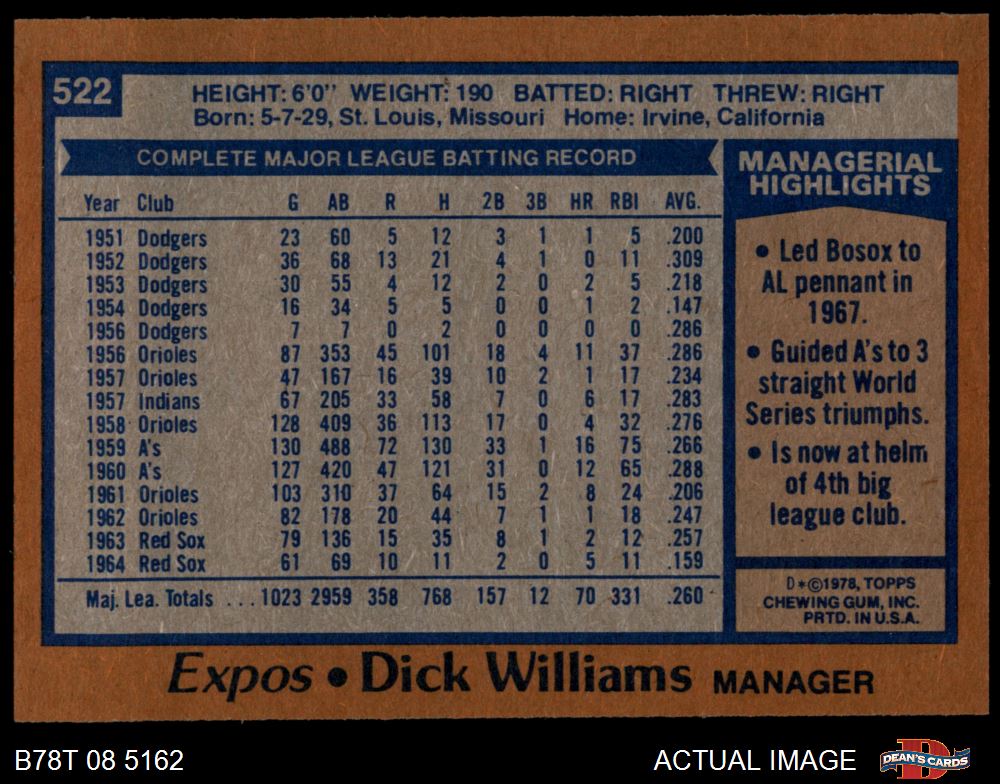 522
HEIGHT: 6'0" WEIGHT: 190 BATTED: RIGHT THREW: RIGHT
Born: 5-7-29, St. Louis, Missouri Home: Irvine, California
COMPLETE MAJOR LEAGUE BATTING RECORD
Year Club G AB R H 2B 3B HR RBI AVG.
1951 Dodgers 23 60 5 12 3 1 1 5 .200
1952 Dodgers 36 68 13 21 4 1 0 11 .309
1953 Dodgers 30 55 4 12 2 0 2 5 .218
1954 Dodgers 16 34 5 5 0 0 1 2 .147
1956 Dodgers 7 7 0 2 0 0 0 0 .286
1956 Orioles 87 353 45 101 18 4 11 37 .286
1957 Orioles 47 167 16 39 10 2 1 17 .234
1957 Indians 67 205 33 58 7 0 6 17 .283
1958 Orioles 128 409 36 113 17 0 4 32 .276
1959 A's 130 488 72 130 33 1 16 75 .266
1960 A's 127 420 47 121 31 0 12 65 .288
1961 Orioles 103 310 37 64 15 2 8 24 .206
1962 Orioles 82 178 20 44 7 1 1 18 .247
1963 Red Sox 79 136 15 35 8 1 2 12 .257
1964 Red Sox 61 69 10 11 2 0 5 11 .159
Maj. Lea. Totals ... 1023 2959 358 768 157 12 70 331 .260
MANAGERIAL
HIGHLIGHTS
• Led Bosox to
AL pennant in
1967.
• Guided A's to 3
straight World
Series triumphs.
• Is now at helm
of 4th big
league club.
D*©1978, TOPPS
CHEWING GUM, INC.
PRTD. IN U.S.A.
Expos • Dick Williams MANAGER
B78T 08 5162
ACTUAL IMAGE
DEAN'S CARDS